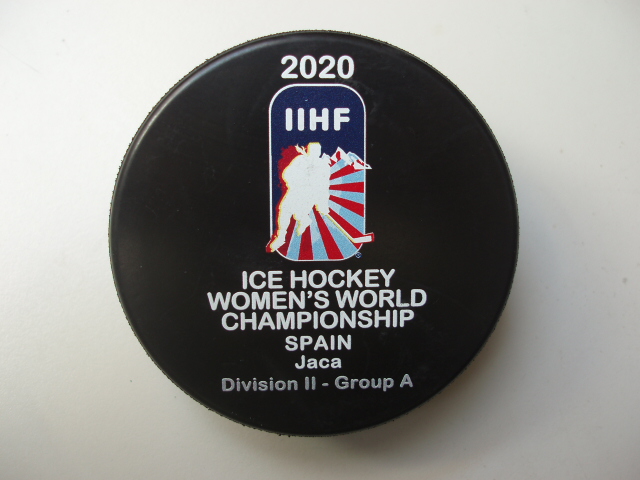 2020
IIHF
ICE HOCKEY
WOMEN'S WORLD
CHAMPIONSHIP
SPAIN
Jaca
Division II - Group A